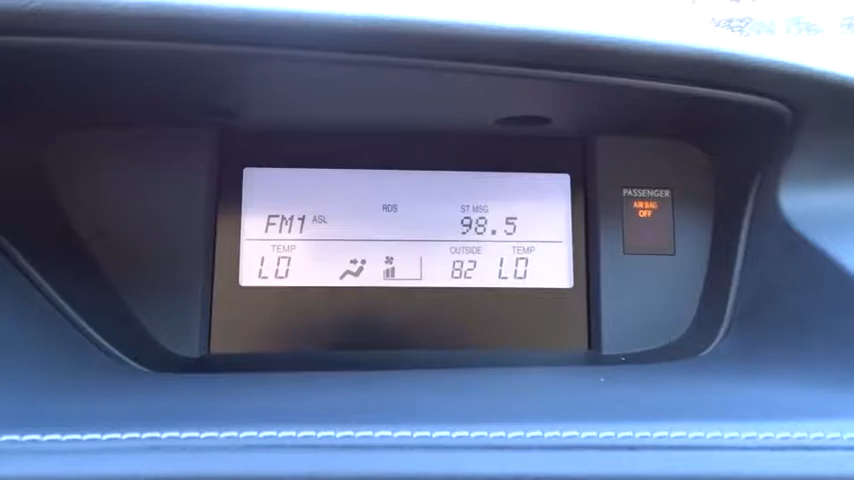 RDS
ST MSG
FM1 ASL
98.5
TEMP
OUTSIDE
TEMP
LO
82
LO
PASSENGER
AIR BAG
OFF